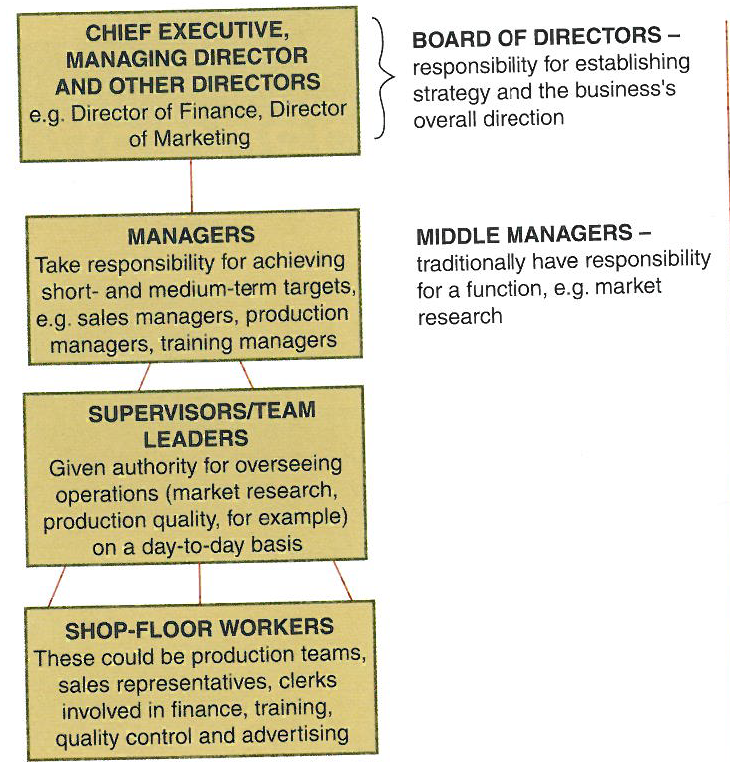 CHIEF EXECUTIVE,
MANAGING DIRECTOR
AND OTHER DIRECTORS
e.g. Director of Finance, Director
of Marketing
BOARD OF DIRECTORS –
responsibility for establishing
strategy and the business's
overall direction
MANAGERS
Take responsibility for achieving
short- and medium-term targets,
e.g. sales managers, production
managers, training managers
MIDDLE MANAGERS –
traditionally have responsibility
for a function, e.g. market
research
SUPERVISORS/TEAM
LEADERS
Given authority for overseeing
operations (market research,
production quality, for example)
on a day-to-day basis
SHOP-FLOOR WORKERS
These could be production teams,
sales representatives, clerks
involved in finance, training,
quality control and advertising